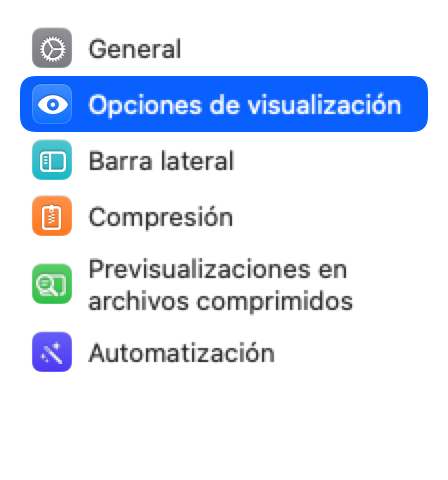 General
Opciones de visualización
Barra lateral
Compresión
Previsualizaciones en
archivos comprimidos
Automatización